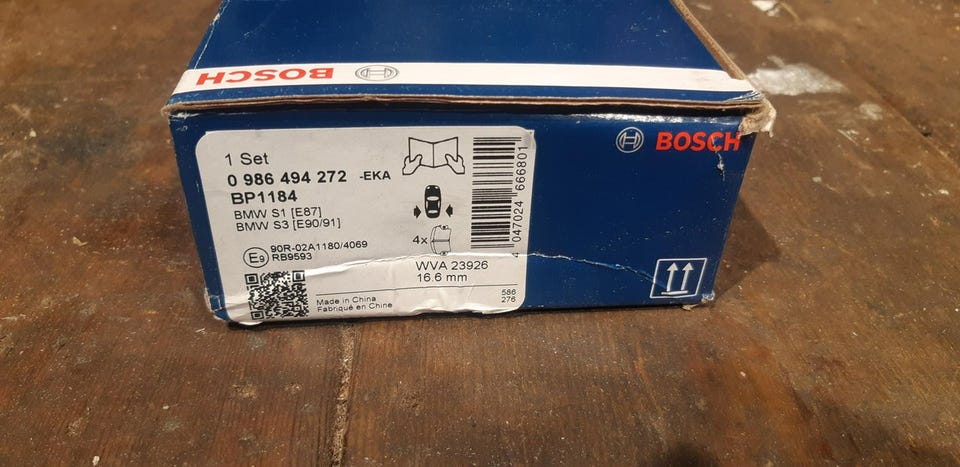 BOSCH
BOSCH
1 Set
0 986 494 272 -EKA
BP1184
BMW S1 [E87]
BMW S3 [E90/91]
E9
90R-02A1180/4069
RB9593
4x
WVA 23926
16.6 mm
4 047024 666801
Made in China
Fabriqué en Chine
586
276